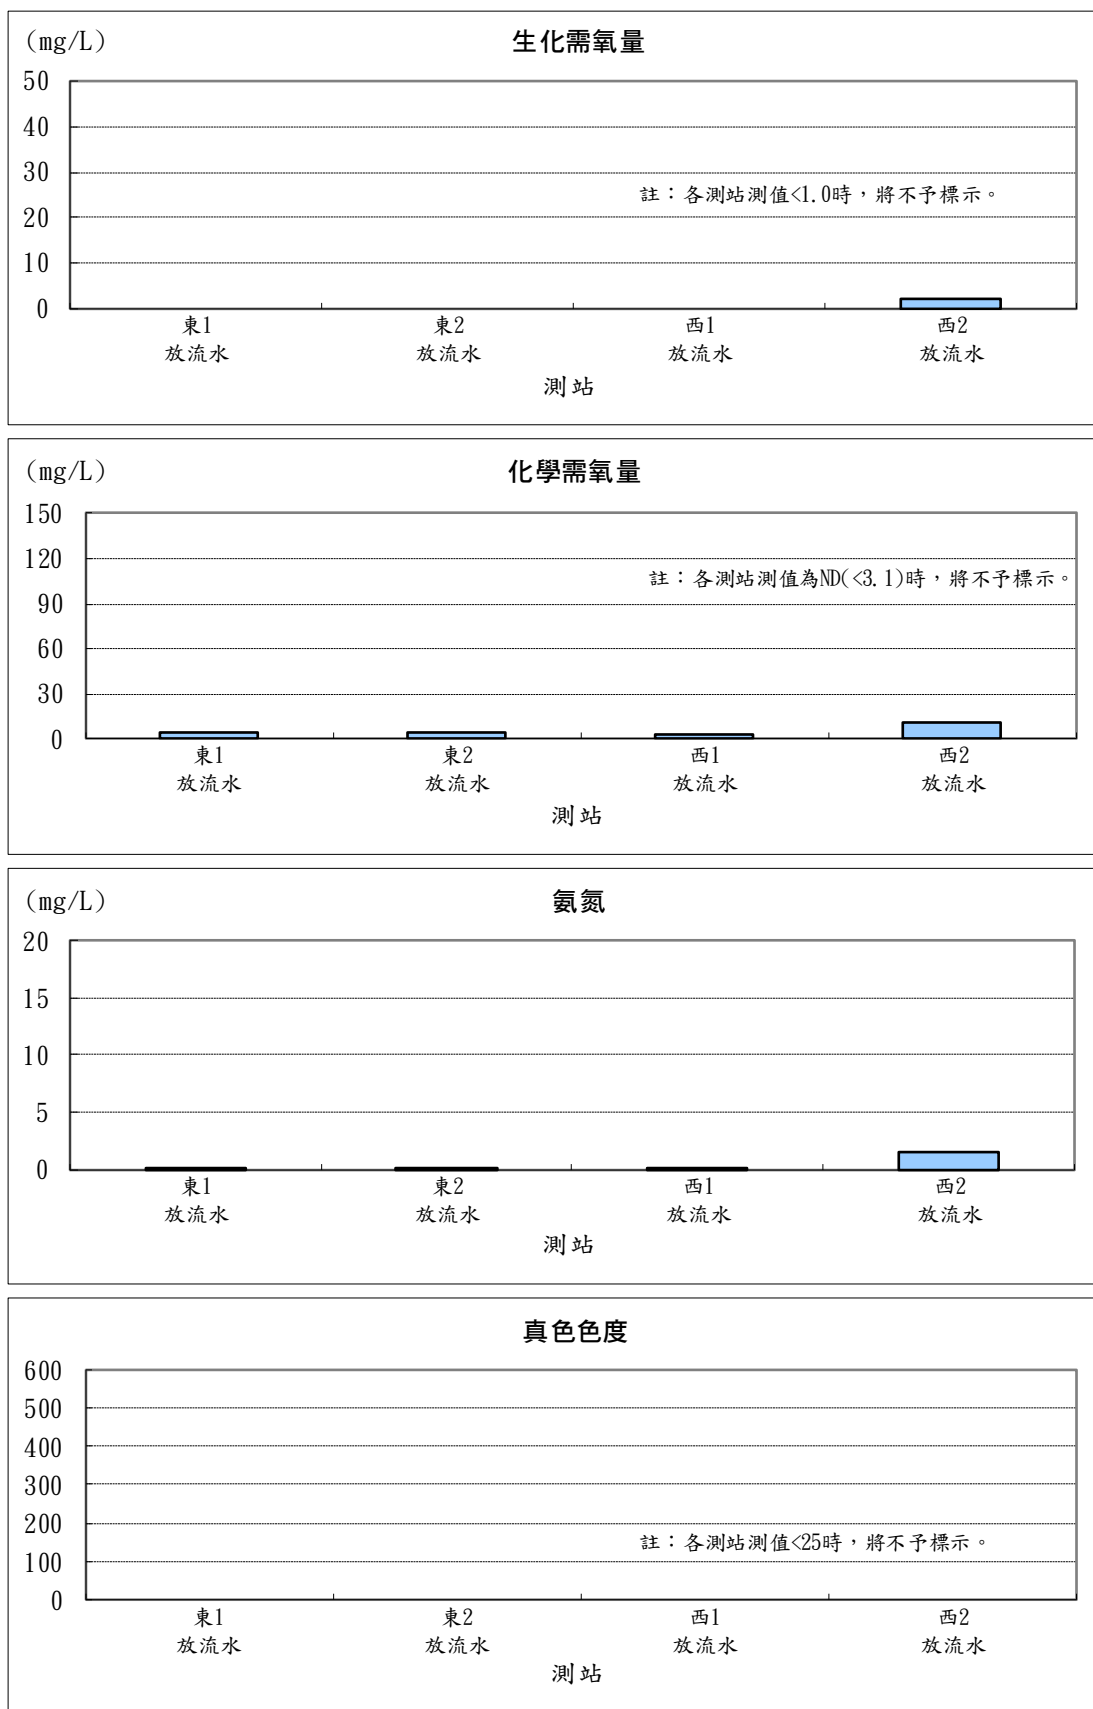 (mg/L)
生化需氧量
50
40
30
註：各測站測值<1.0時，將不予標示。
20
10
0
東1 東2 西1 西2
放流水 放流水 放流水 放流水
測站
(mg/L)
化學需氧量
150
120
註：各測站測值為ND(<3.1)時，將不予標示。
90
60
30
0
東1 東2 西1 西2
放流水 放流水 放流水 放流水
測站
(mg/L)
氨氮
20
15
10
5
0
東1 東2 西1 西2
放流水 放流水 放流水 放流水
測站
真色色度
600
500
400
300
200
註：各測站測值<25時，將不予標示。
100
0
東1 東2 西1 西2
放流水 放流水 放流水 放流水
測站